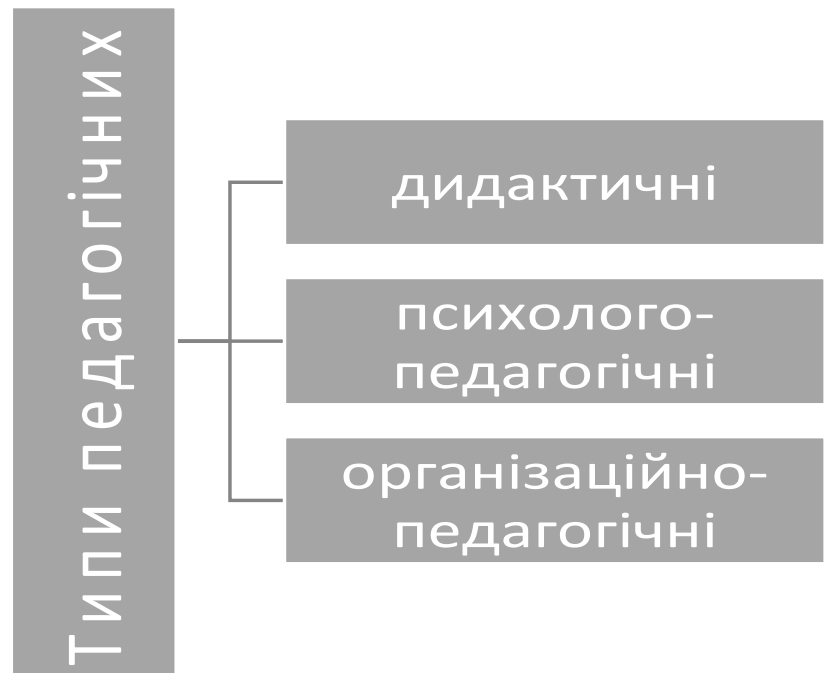 Типи педагогічних
дидактичні
психолого-
педагогічні
організаційно-
педагогічні